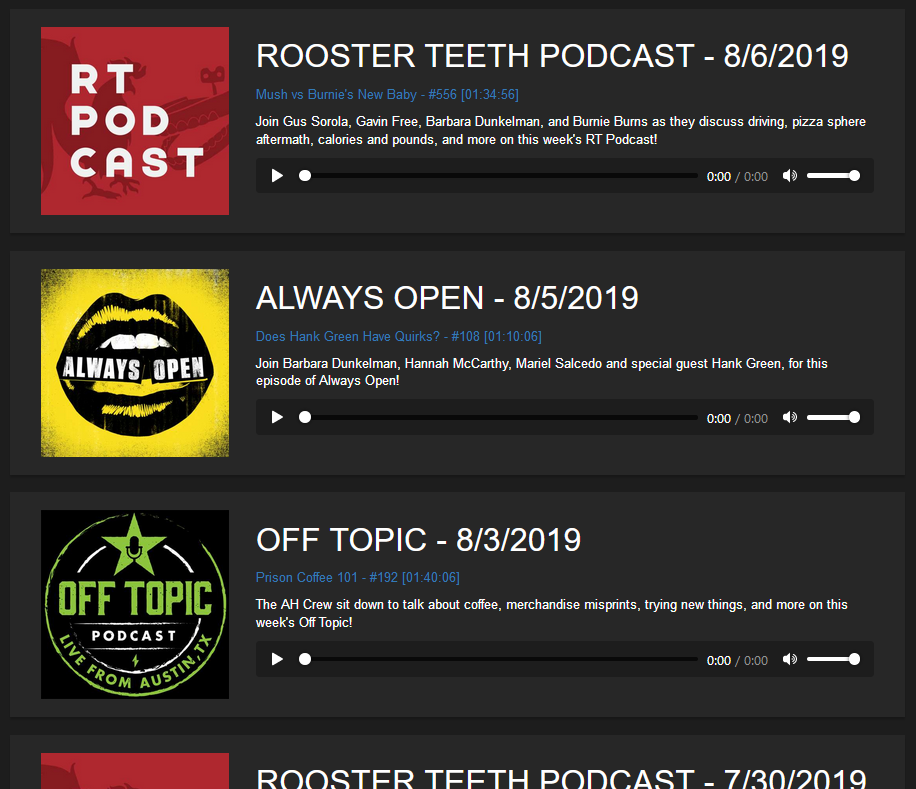 RT
POD
CAST
ROOSTER TEETH PODCAST - 8/6/2019
Mush vs Burnie's New Baby - #556 [01:34:56]
Join Gus Sorola, Gavin Free, Barbara Dunkelman, and Burnie Burns as they discuss driving, pizza sphere
aftermath, calories and pounds, and more on this week's RT Podcast!
0:00 / 0:00
ALWAYS OPEN
ALWAYS OPEN - 8/5/2019
Does Hank Green Have Quirks? - #108 [01:10:06]
Join Barbara Dunkelman, Hannah McCarthy, Mariel Salcedo and special guest Hank Green, for this
episode of Always Open!
0:00 / 0:00
OFF TOPIC
PODCAST
LIVE FROM AUSTIN, TX
OFF TOPIC - 8/3/2019
Prison Coffee 101 - #192 [01:40:06]
The AH Crew sit down to talk about coffee, merchandise misprints, trying new things, and more on this
week's Off Topic!
0:00 / 0:00
ROOSTER TEETH PODCAST - 7/30/2019